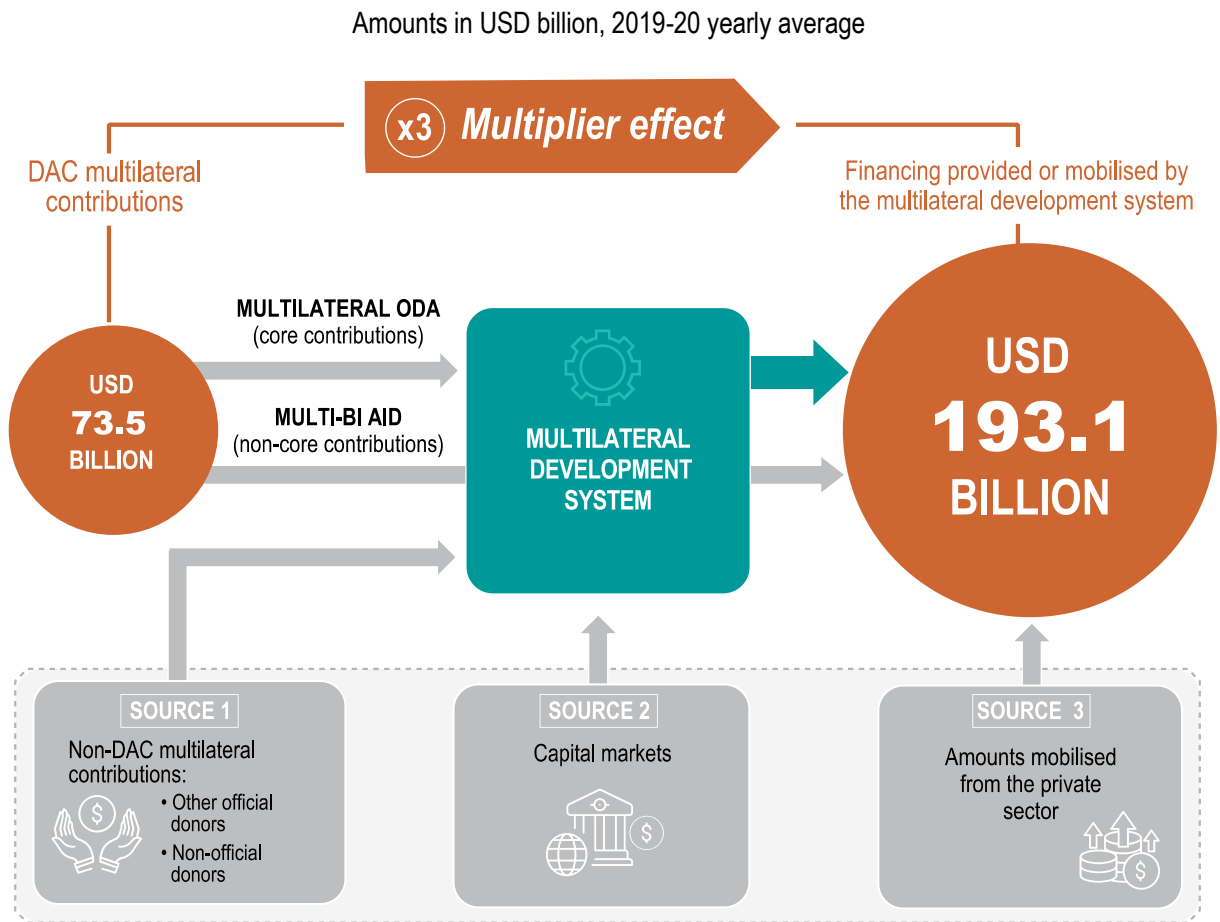 Amounts in USD billion, 2019-20 yearly average
x3 Multiplier effect
DAC multilateral
contributions
Financing provided or mobilised by
the multilateral development system
MULTILATERAL ODA
(core contributions)
USD
73.5
BILLION
MULTI-BI AID
(non-core contributions)
MULTILATERAL
DEVELOPMENT
SYSTEM
USD
193.1
BILLION
SOURCE 1
Non-DAC multilateral
contributions:
$
• Other official
donors
• Non-official
donors
SOURCE 2
Capital markets
$
SOURCE 3
Amounts mobilised
from the private
sector
$